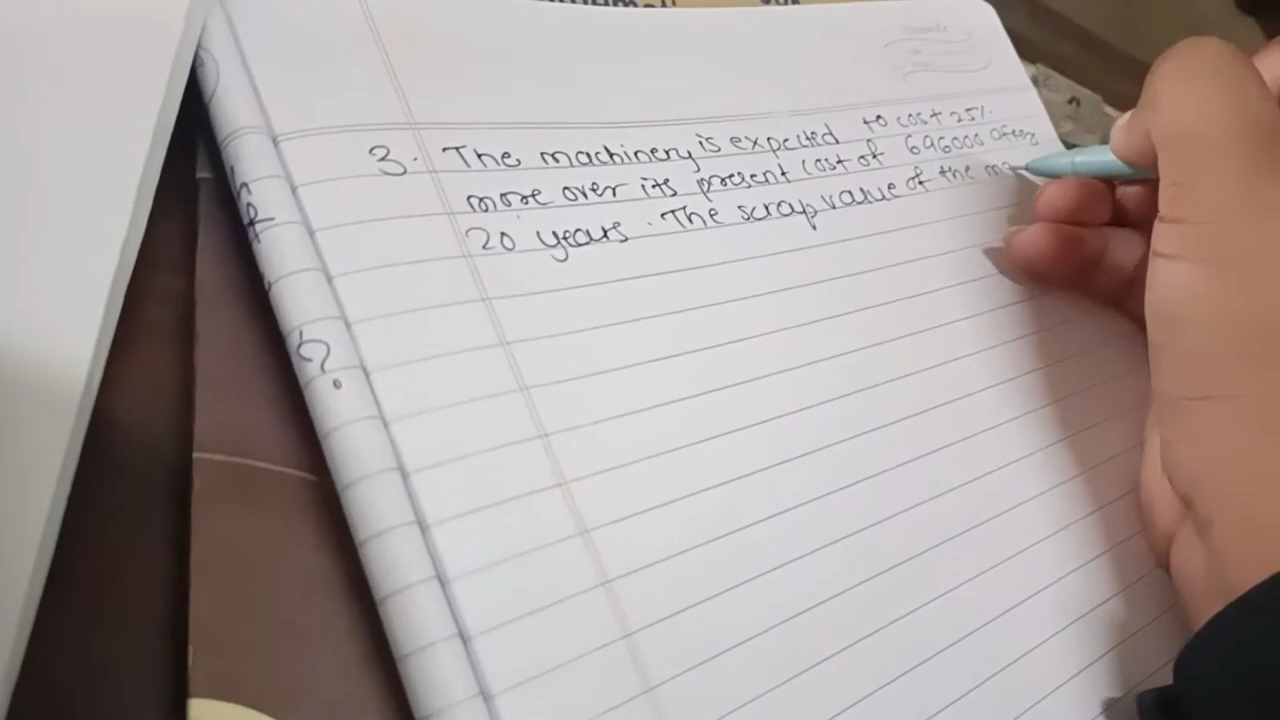 3. The machinery is expected to cost 25%
more over its present cost of 696000 after
20 years. The scrap value of the ma
?